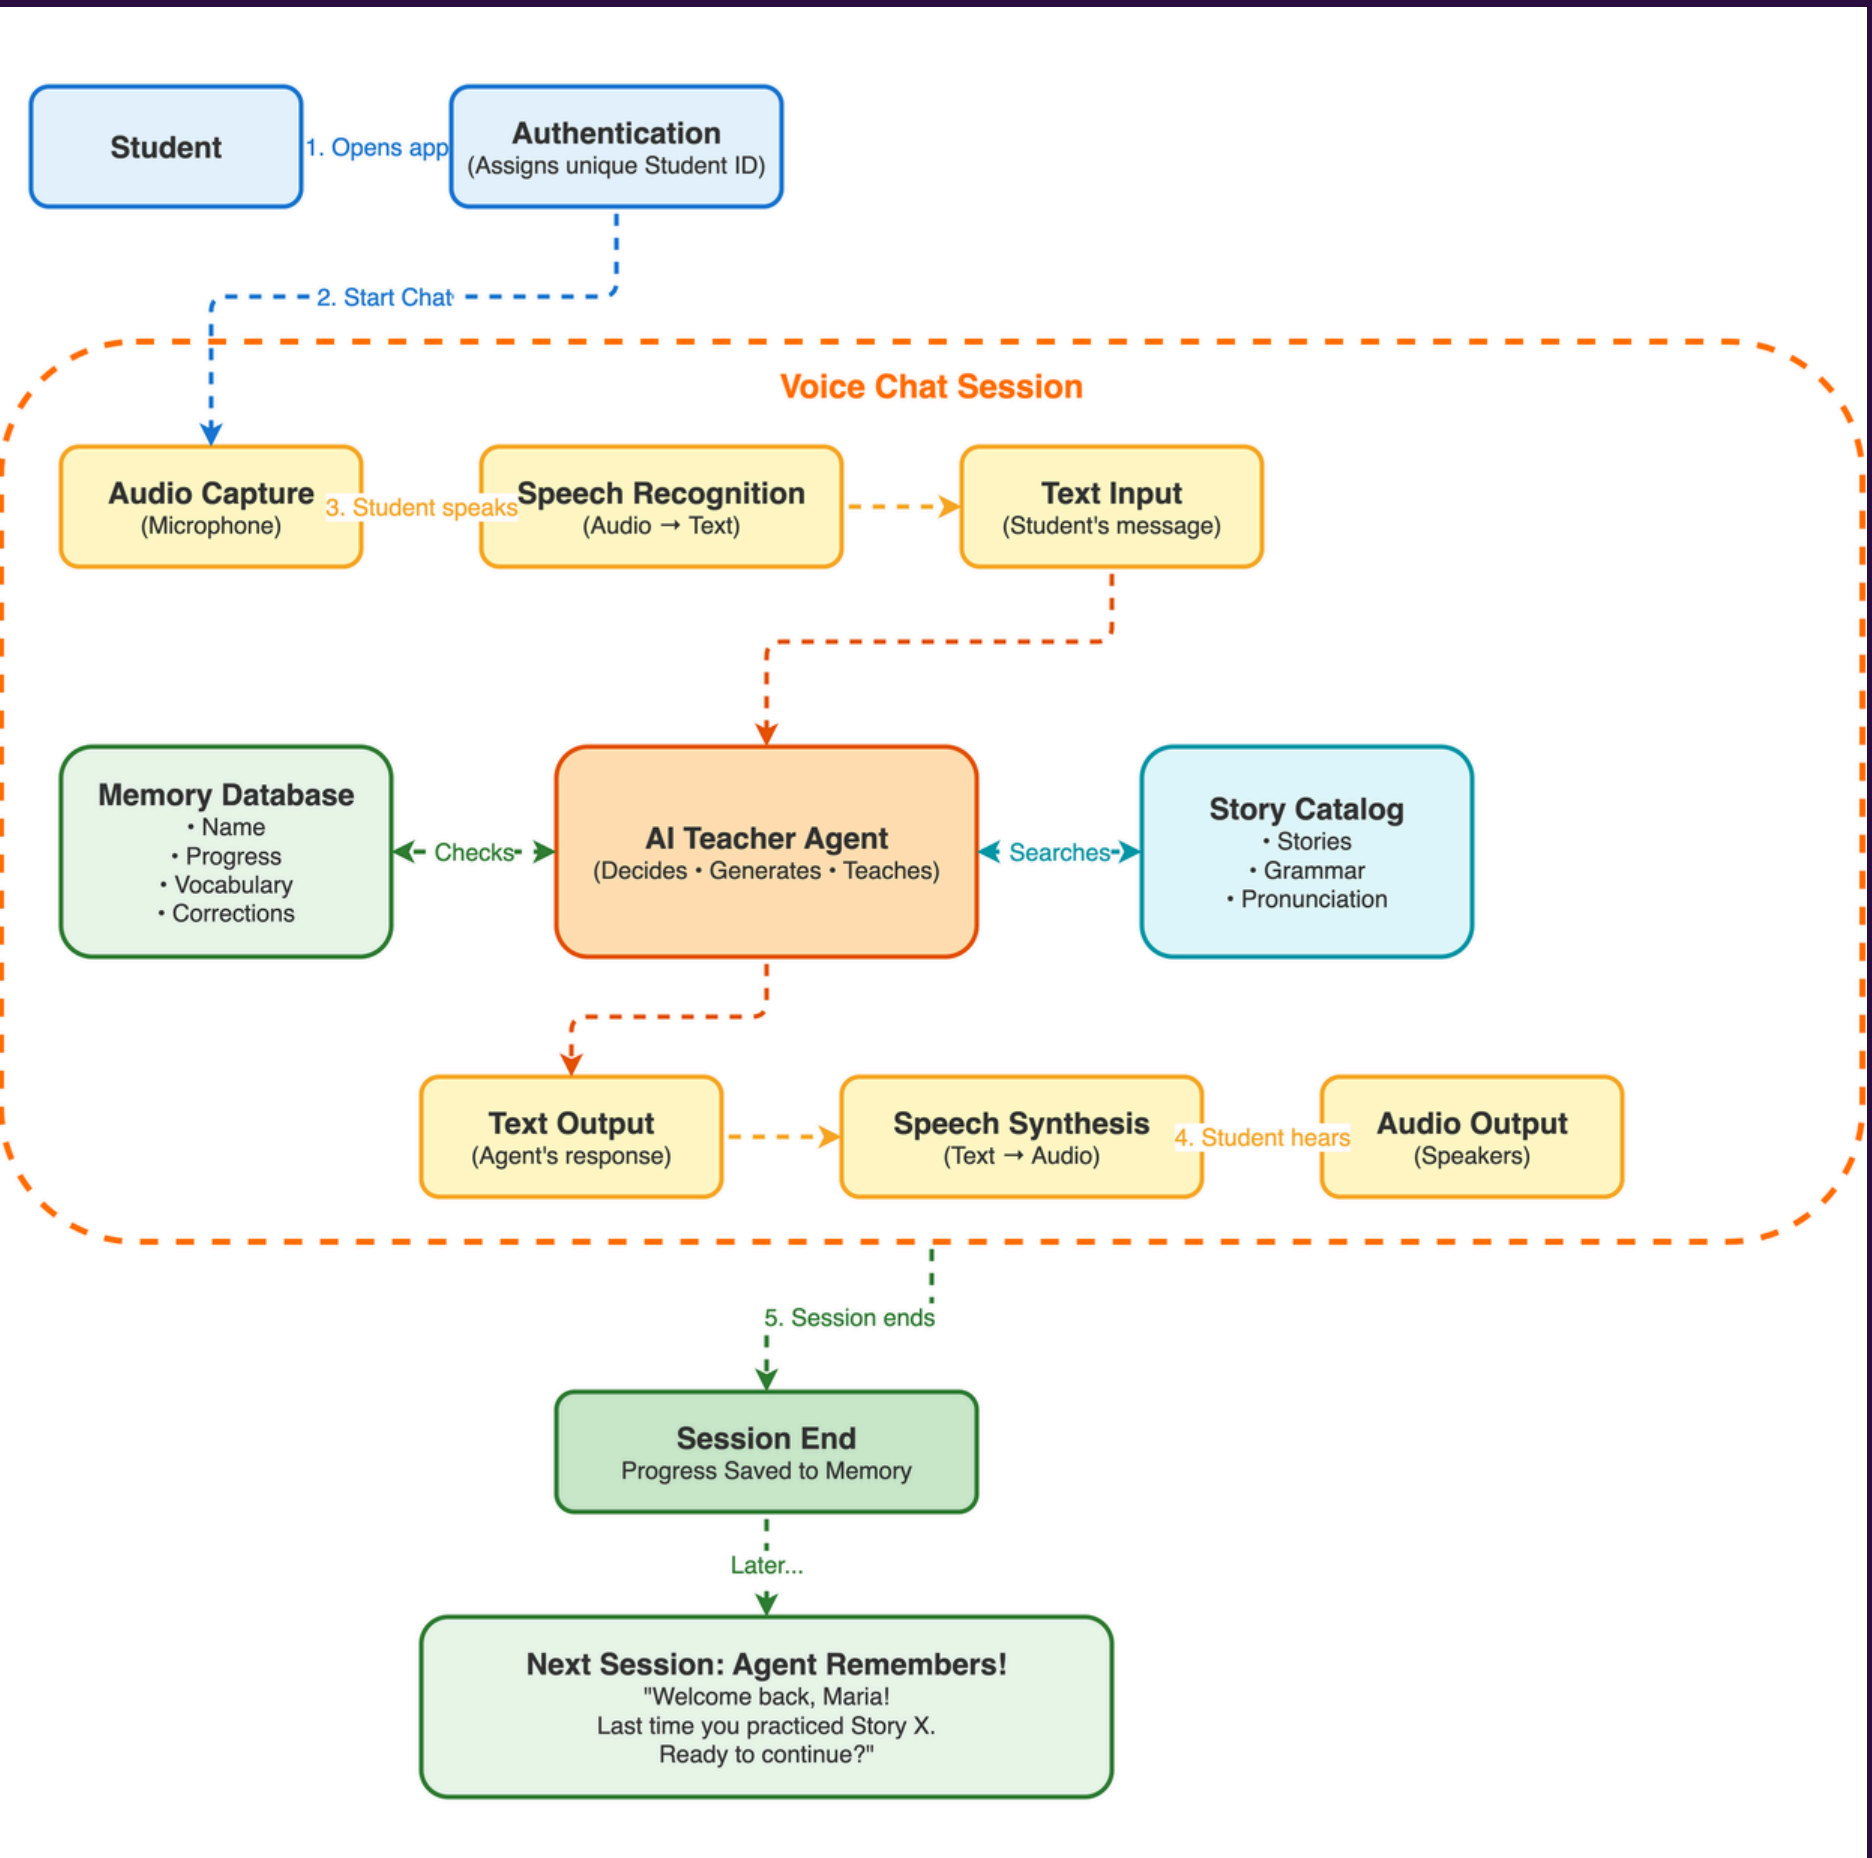 Student
1. Opens app
Authentication
(Assigns unique Student ID)
2. Start Chat
Voice Chat Session
Audio Capture
(Microphone)
3. Student speaks
Speech Recognition
(Audio → Text)
Text Input
(Student's message)
Memory Database
• Name
• Progress
• Vocabulary
• Corrections
Checks
AI Teacher Agent
(Decides • Generates • Teaches)
Searches
Story Catalog
• Stories
• Grammar
• Pronunciation
Text Output
(Agent's response)
Speech Synthesis
(Text → Audio)
4. Student hears
Audio Output
(Speakers)
5. Session ends
Session End
Progress Saved to Memory
Later...
Next Session: Agent Remembers!
"Welcome back, Maria!
Last time you practiced Story X.
Ready to continue?"